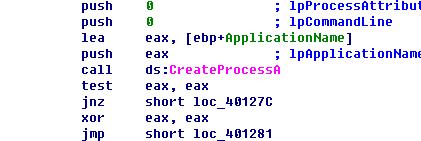 push 0 ; lpProcessAttribut
push 0 ; lpCommandLine
lea eax, [ebp+ApplicationName]
push eax ; lpApplicationName
call ds:CreateProcessA
test eax, eax
jnz short loc_40127C
xor eax, eax
jmp short loc_401281